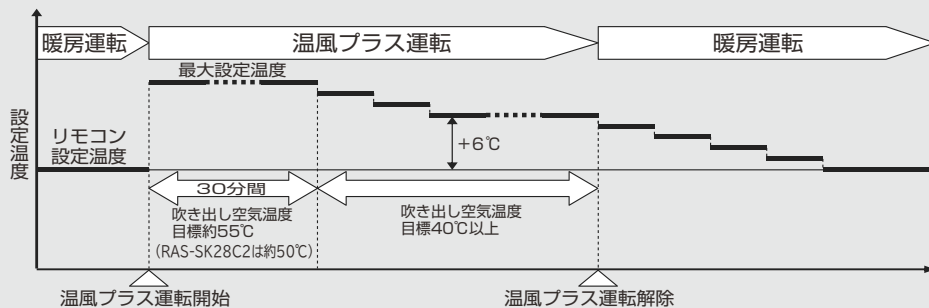 暖房運転
温風プラス運転
暖房運転
最大設定温度
設定温度
リモコン
設定温度
+6℃
30分間
吹き出し空気温度
目標約55℃
(RAS-SK28C2は約50℃)
吹き出し空気温度
目標40℃以上
温風プラス運転開始
温風プラス運転解除